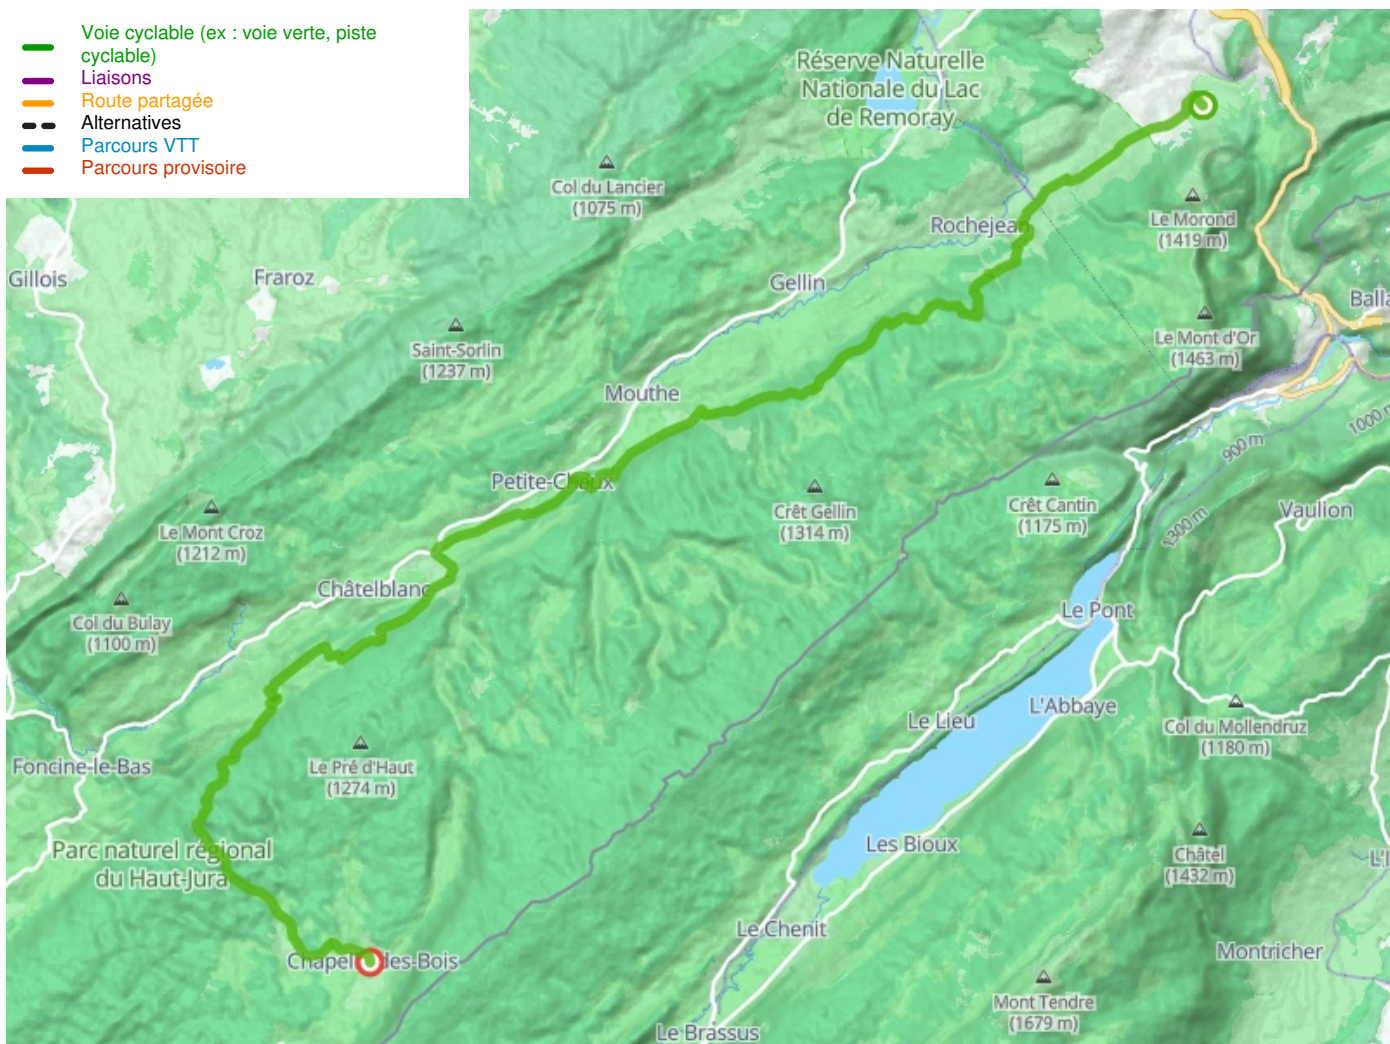 Voie cyclable (ex : voie verte, piste
cyclable)
Liaisons
Route partagée
Alternatives
Parcours VTT
Parcours provisoire
Réserve Naturelle
Nationale du Lac
de Remoray
Col du Lancier
(1075 m)
Le Morond
(1419 m)
Rochejean
Gillois
Fraroz
Gellin
Balla
Saint-Sorlin
(1237 m)
Le Mont d'Or
(1463 m)
Mouthe
1000 m
900 m
Petite-Chaux
Crêt Gellin
(1314 m)
Crêt Cantin
(1175 m)
Vaulion
1300 m
Le Mont Croz
(1212 m)
Châtelblanc
Col du Bulay
(1100 m)
Le Pont
L'Abbaye
Le Lieu
Col du Mollendruz
(1180 m)
Foncine-le-Bas
Le Pré d'Haut
(1274 m)
Parc naturel régional
du Haut-Jura
Les Bioux
Châtel
(1432 m)
L'I
Le Chenit
Chapelle-des-Bois
Montricher
Mont Tendre
(1679 m)
Le Brassus